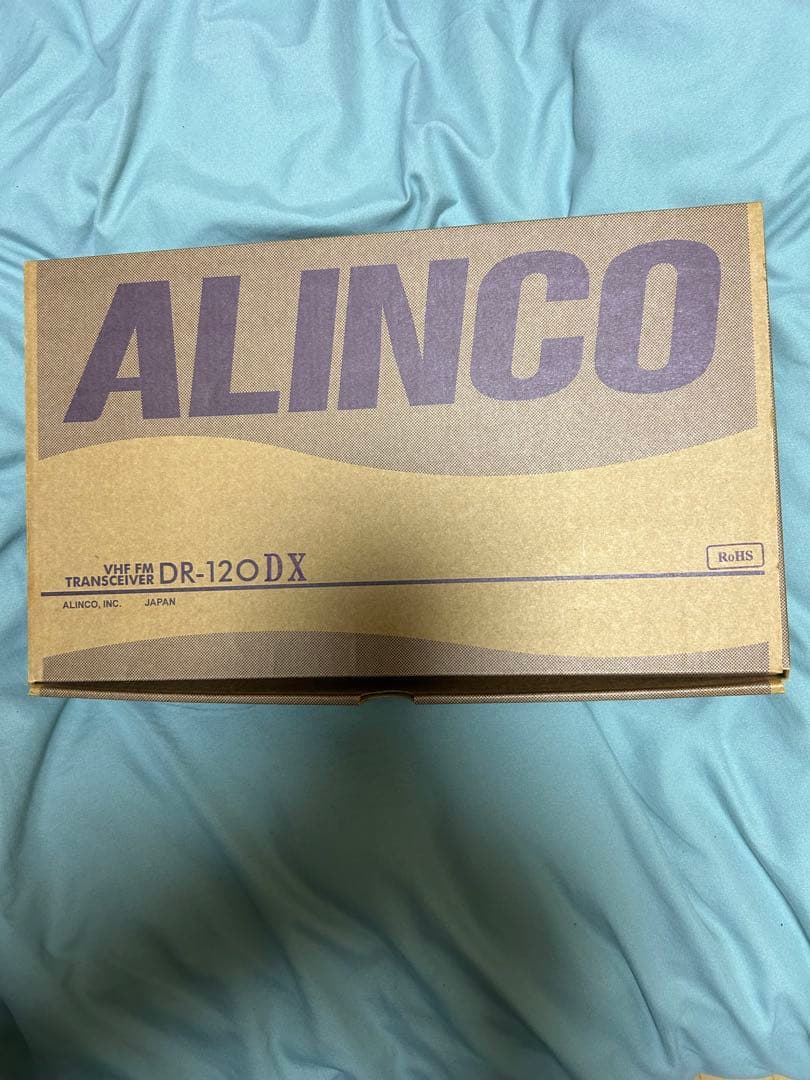 ALINCO
VHF FM
TRANSCEIVER DR-120DX
RoHS
ALINCO, INC. JAPAN